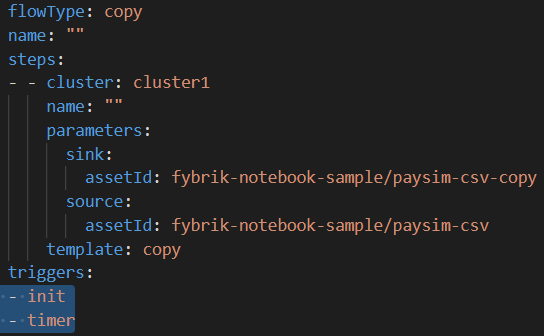 flowType: copy
name: ""
steps:
- - cluster: cluster1
    name: ""
    parameters:
      sink:
        assetId: fybrik-notebook-sample/paysim-csv-copy
      source:
        assetId: fybrik-notebook-sample/paysim-csv
    template: copy
triggers:
- init
- timer